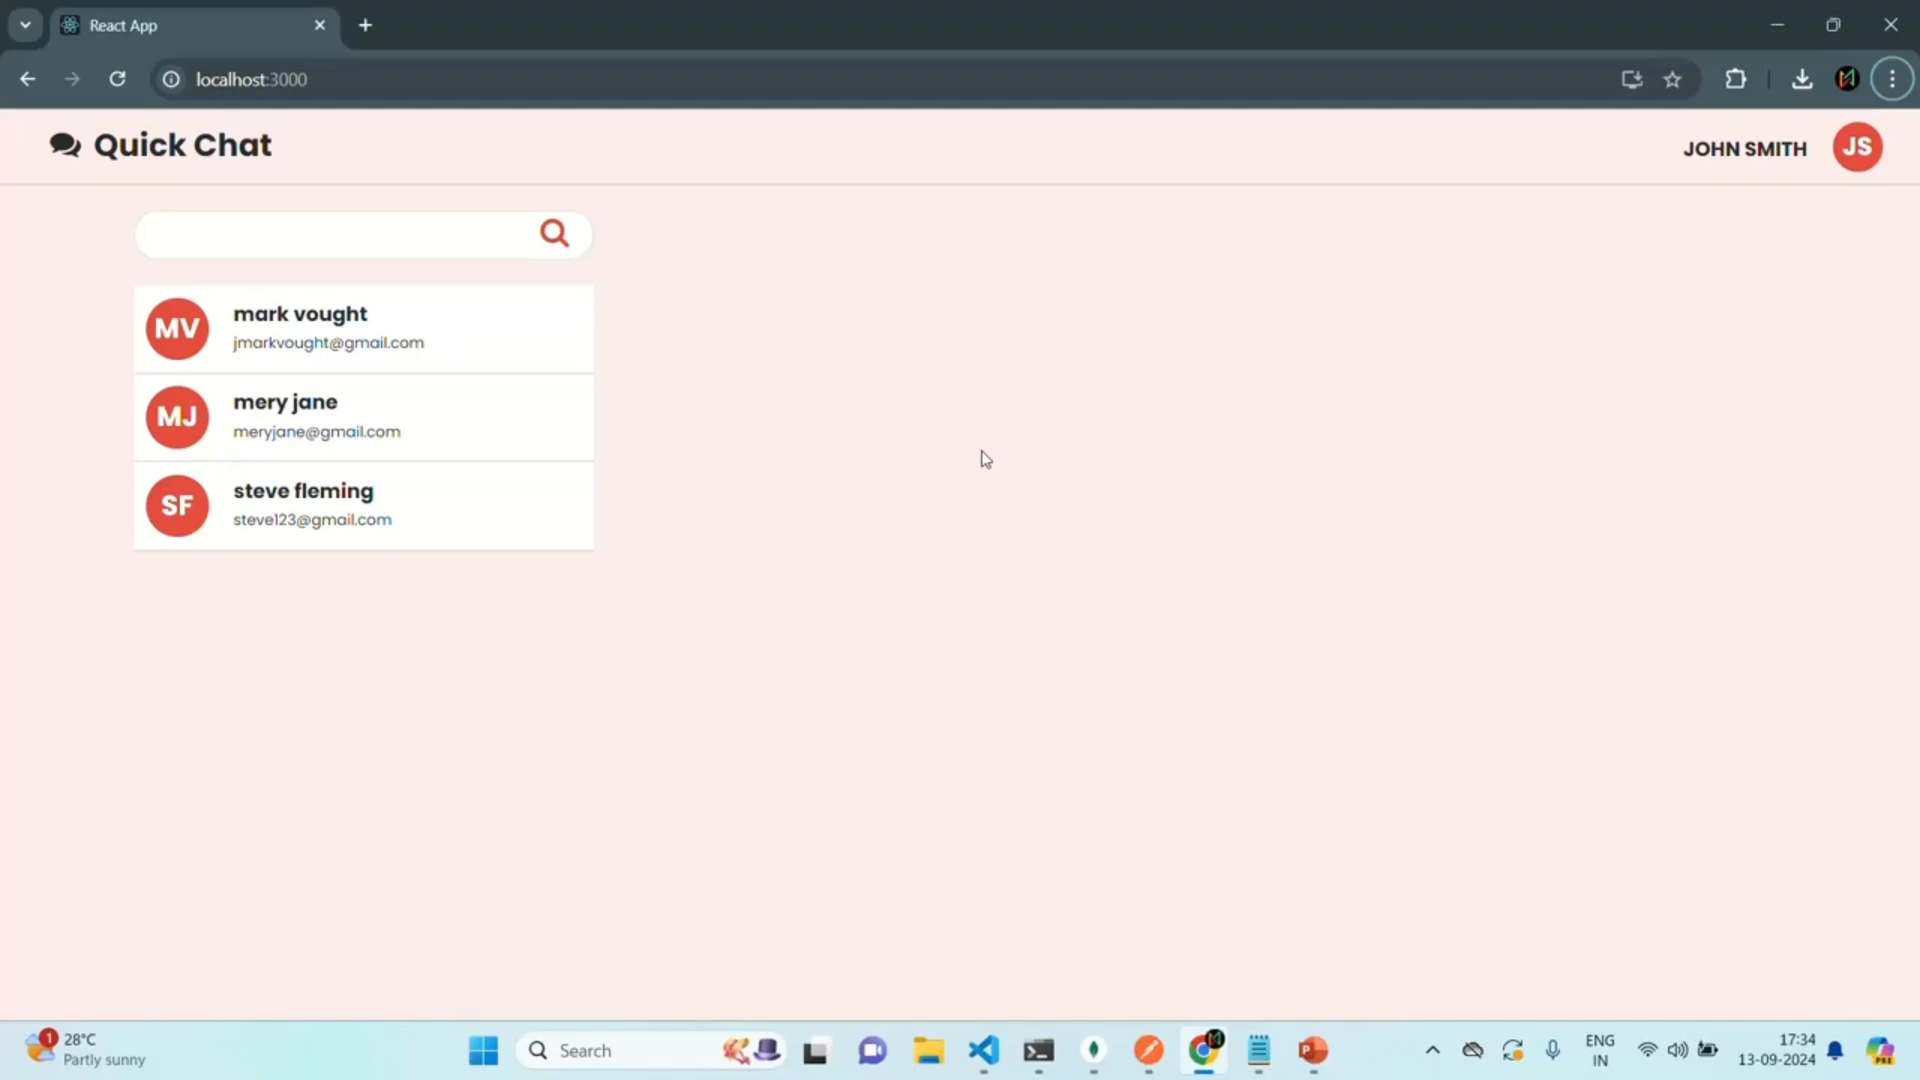 React App
localhost:3000
Quick Chat
JOHN SMITH
JS
MV
mark vought
jmarkvought@gmail.com
MJ
mery jane
meryjane@gmail.com
SF
steve fleming
steve123@gmail.com
1
28°C
Partly sunny
Search
P
ENG
IN
17:34
13-09-2024
PRE